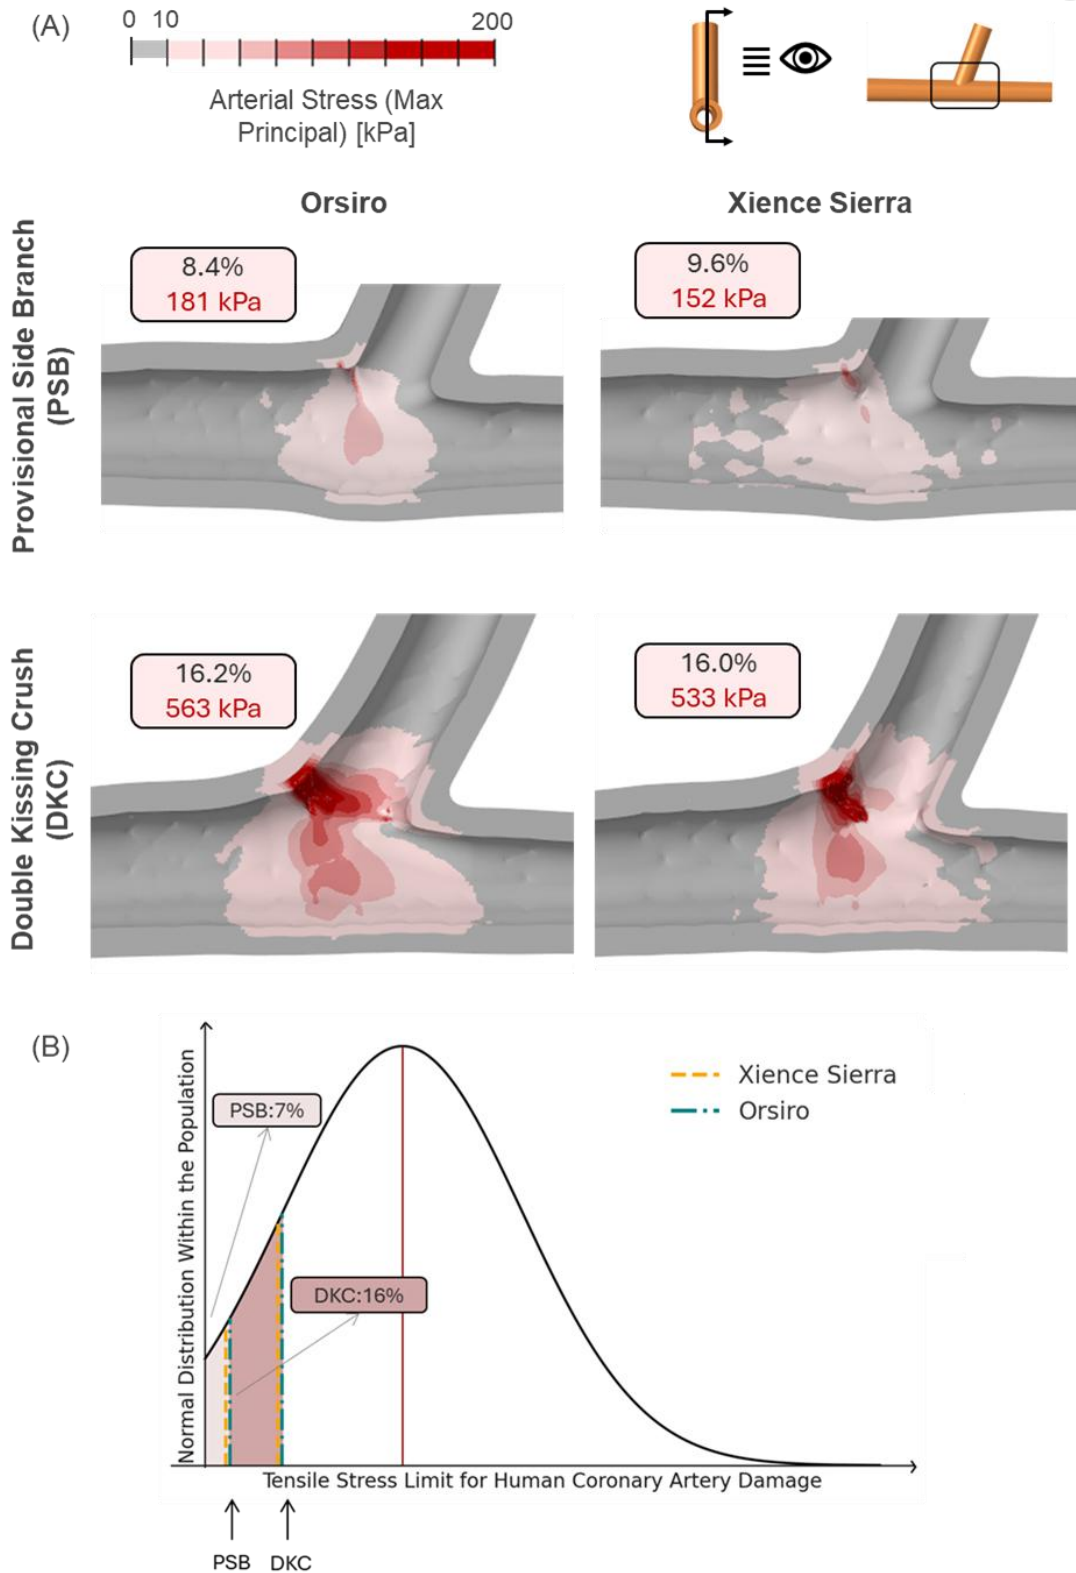 (A)
0 10 200
Arterial Stress (Max
Principal) [kPa]
Orsiro
Xience Sierra
Provisional Side Branch
(PSB)
8.4%
181 kPa
9.6%
152 kPa
Double Kissing Crush
(DKC)
16.2%
563 kPa
16.0%
533 kPa
(B)
Normal Distribution Within the Population
PSB:7%
DKC:16%
Xience Sierra
Orsiro
Tensile Stress Limit for Human Coronary Artery Damage
PSB DKC